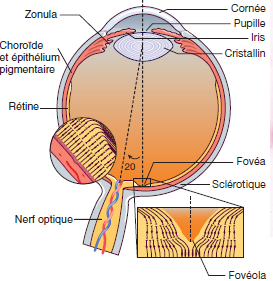 Cornée
Zonula
Pupille
Iris
Choroïde
et épithélium
pigmentaire
Cristallin
Rétine
20
Fovéa
Sclérotique
Nerf optique
Fovéola